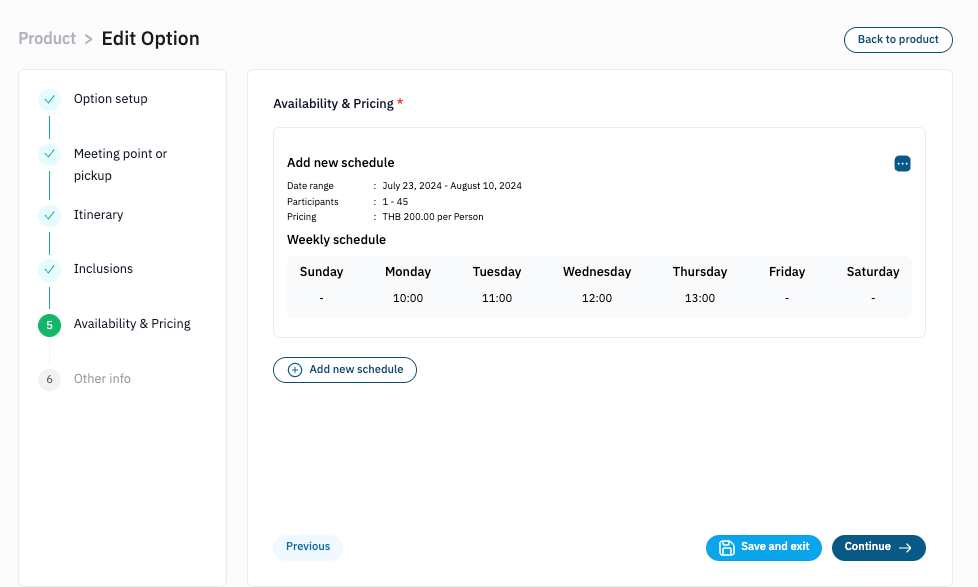 Product > Edit Option
Back to product
Option setup
Meeting point or
pickup
Itinerary
Inclusions
5 Availability & Pricing
6 Other info
Availability & Pricing *
Add new schedule
Date range : July 23, 2024 - August 10, 2024
Participants : 1 - 45
Pricing : THB 200.00 per Person
Weekly schedule
Sunday Monday Tuesday Wednesday Thursday Friday Saturday
- 10:00 11:00 12:00 13:00 - -
Add new schedule
Previous
Save and exit
Continue